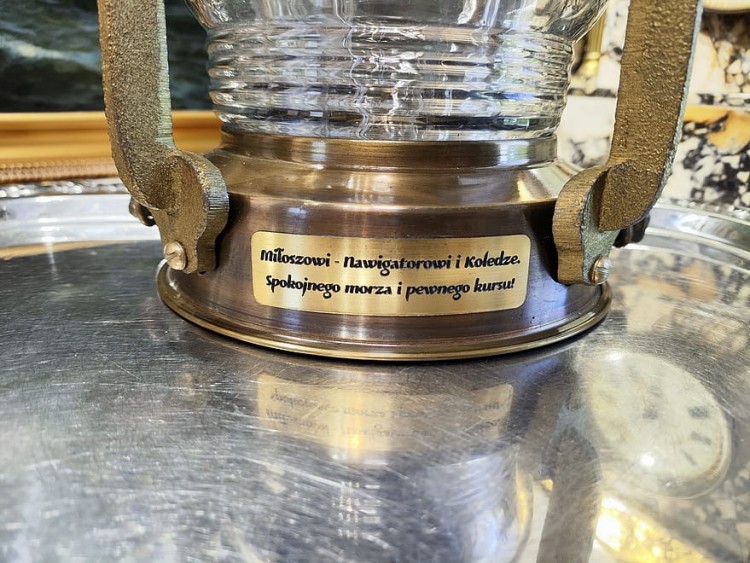 Miłoszowi - Nawigatorowi i Koledze.
Spokojnego morza i pewnego kursu!